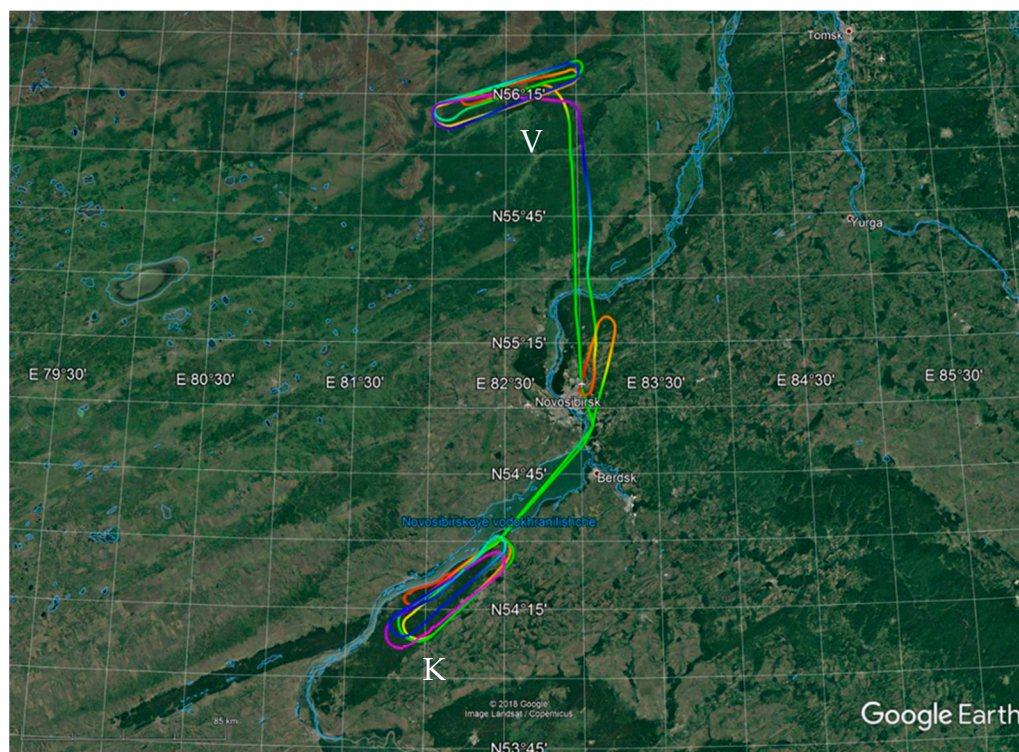 Tomsk
N56°15'
V
N55°45'
Yurga
N55°15'
E 79°30'
E 80°30'
E 81°30'
E 82°30'
E 83°30'
E 84°30'
E 85°30'
Novosibirsk
N54°45'
Berdsk
Novosibirskoye vodokhranilishche
N54°15'
K
© 2018 Google
Image Landsat / Copernicus
85 km
Google Earth
N53°45'